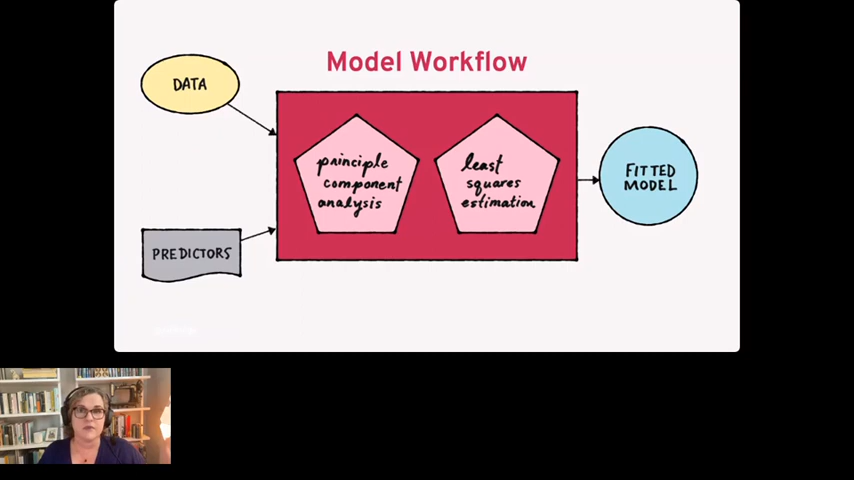 Model Workflow
DATA
principle
component
analysis
least
squares
estimation
FITTED
MODEL
PREDICTORS